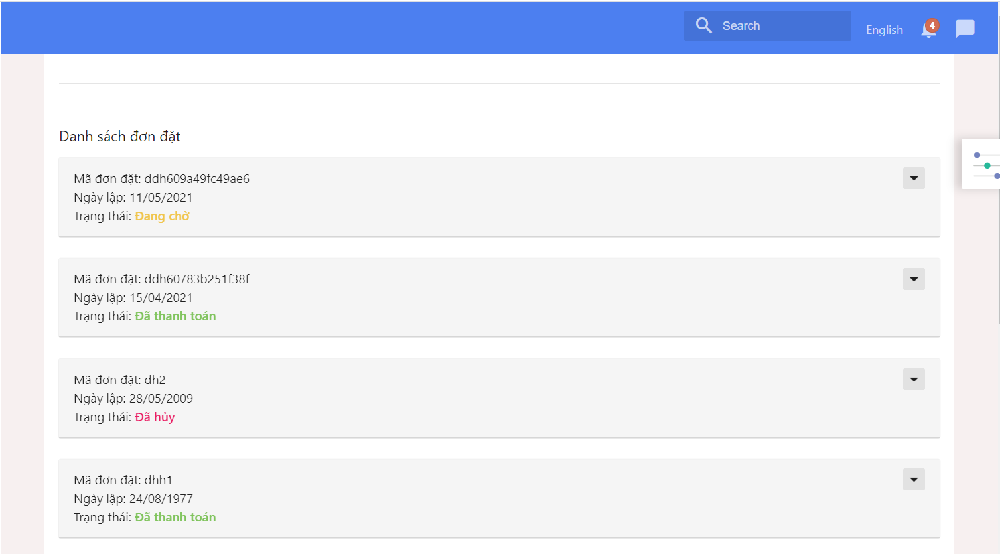 Search
English
4
Danh sách đơn đặt
Mã đơn đặt: ddh609a49fc49ae6
Ngày lập: 11/05/2021
Trạng thái: Đang chờ
Mã đơn đặt: ddh60783b251f38f
Ngày lập: 15/04/2021
Trạng thái: Đã thanh toán
Mã đơn đặt: dh2
Ngày lập: 28/05/2009
Trạng thái: Đã hủy
Mã đơn đặt: dhh1
Ngày lập: 24/08/1977
Trạng thái: Đã thanh toán